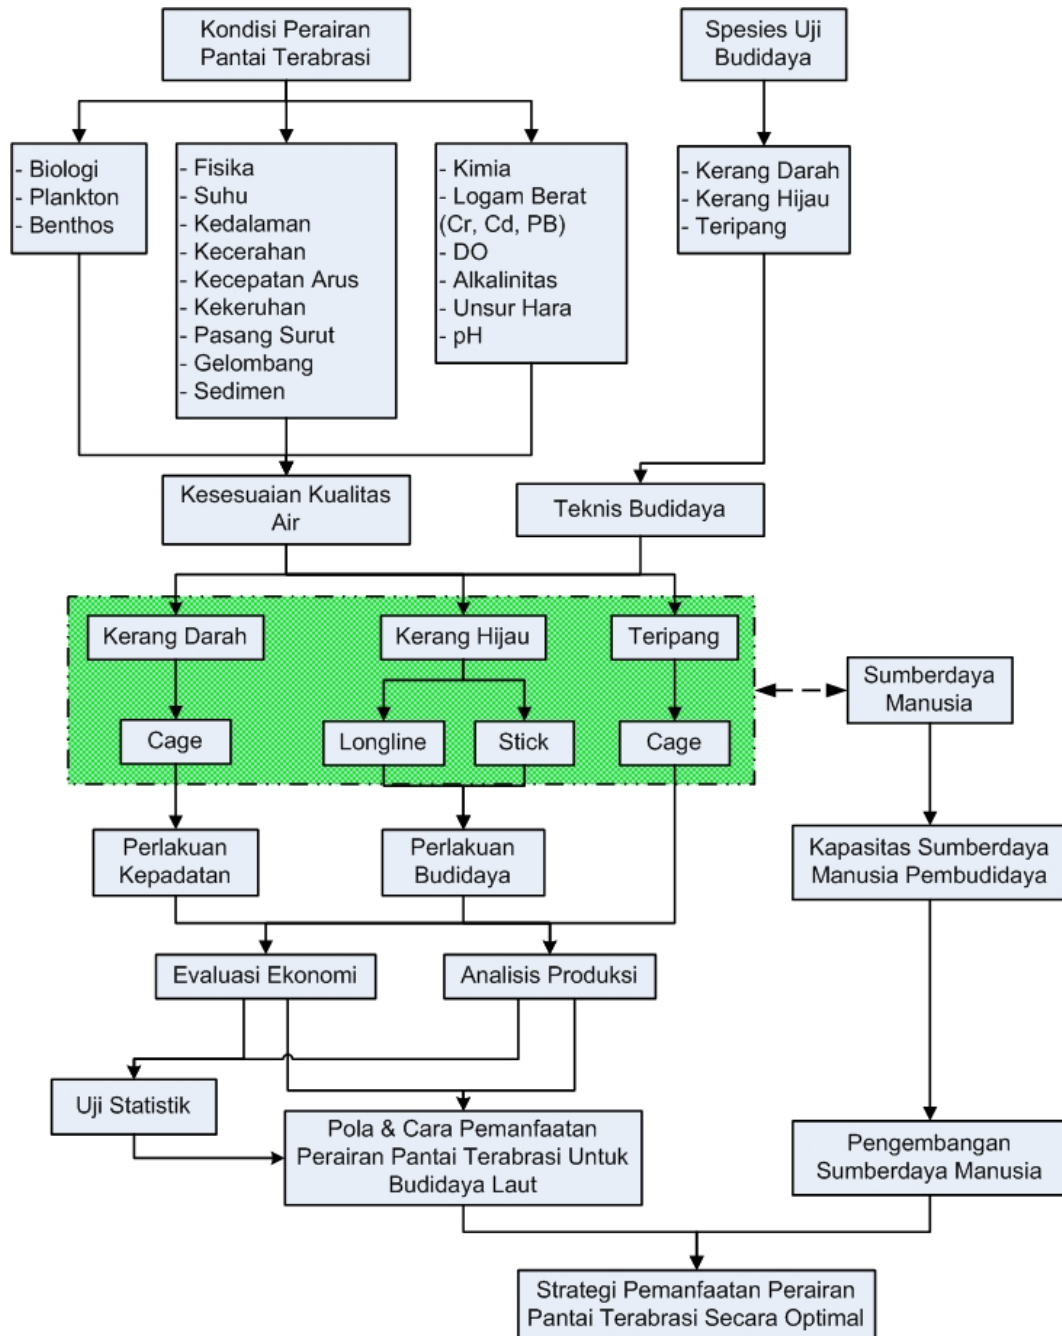 Kondisi Perairan
Pantai Terabrasi
Spesies Uji
Budidaya
- Biologi
- Plankton
- Benthos
- Fisika
- Suhu
- Kedalaman
- Kecerahan
- Kecepatan Arus
- Kekeruhan
- Pasang Surut
- Gelombang
- Sedimen
- Kimia
- Logam Berat
(Cr, Cd, PB)
- DO
- Alkalinitas
- Unsur Hara
- pH
- Kerang Darah
- Kerang Hijau
- Teripang
Kesesuaian Kualitas
Air
Teknis Budidaya
Kerang Darah
Kerang Hijau
Teripang
Cage
Longline
Stick
Cage
Sumberdaya
Manusia
Perlakuan
Kepadatan
Perlakuan
Budidaya
Kapasitas Sumberdaya
Manusia Pembudidaya
Evaluasi Ekonomi
Analisis Produksi
Uji Statistik
Pola & Cara Pemanfaatan
Perairan Pantai Terabrasi Untuk
Budidaya Laut
Pengembangan
Sumberdaya Manusia
Strategi Pemanfaatan Perairan
Pantai Terabrasi Secara Optimal